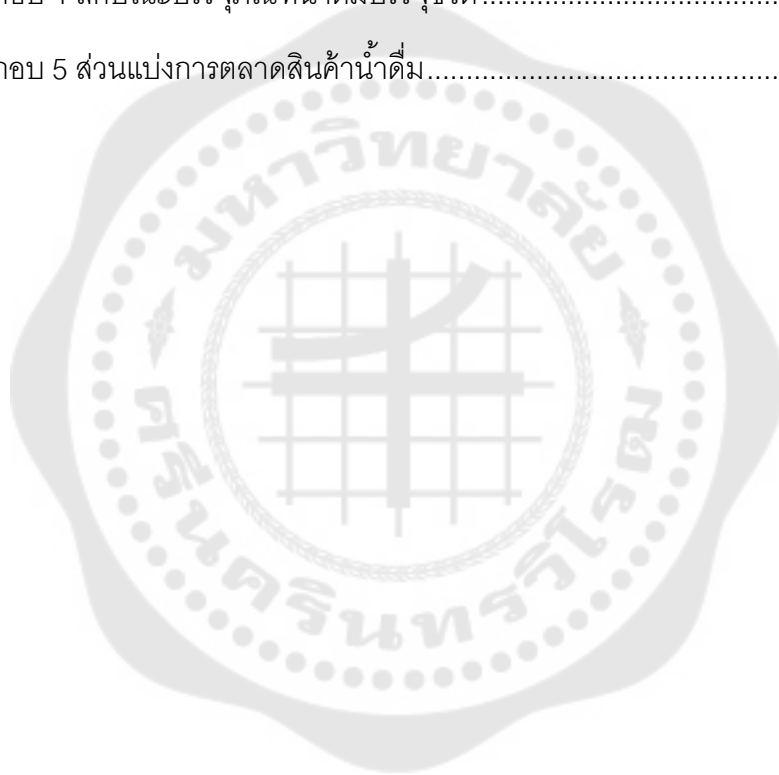 กอบ 5 ส่วนแบ่งการตลาดสินค้าน้ำดื่ม........................................
มหาวิทยาลัย
ศรีนครินทรวิโรฒ